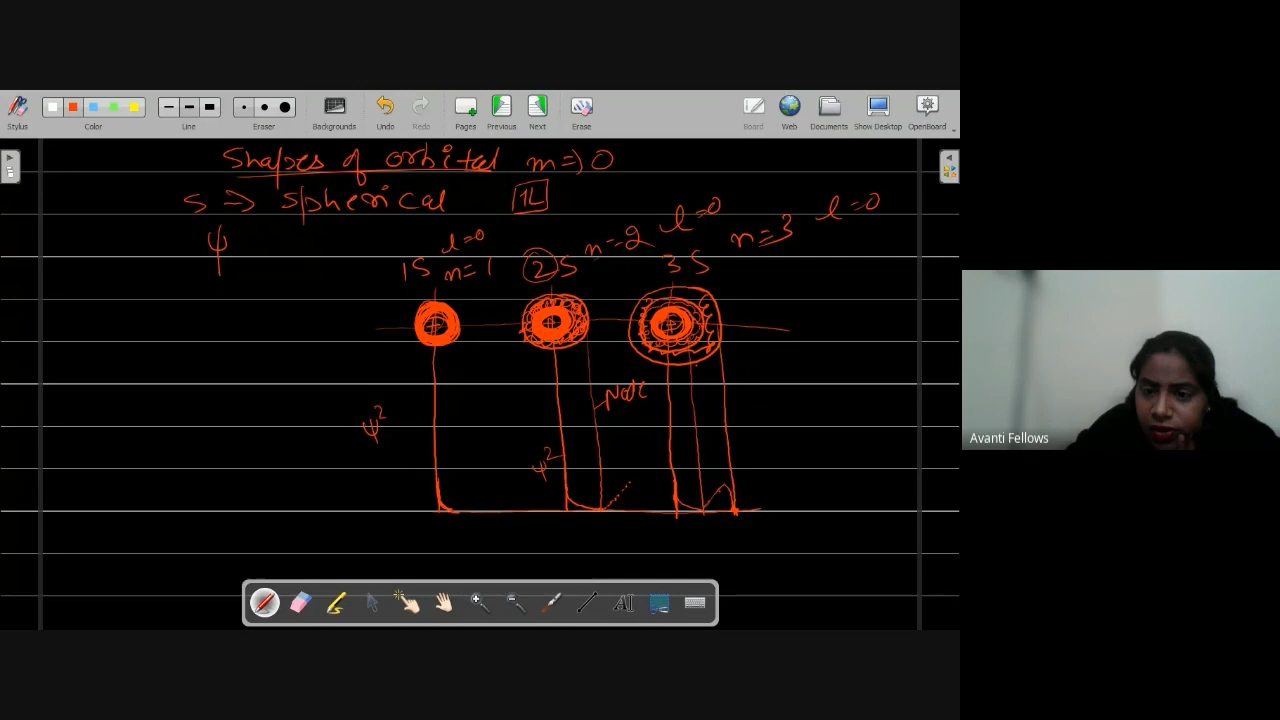 Stylus Color Line Eraser Backgrounds Undo Redo Pages Previous Next Erase Board Web Documents Show Desktop OpenBoard
Shapes of orbital m=)0
s → spherical 1L
ψ
l=0 l=0 l=0
1S n=1 2S n=2 3S n=3
Node
ψ² ψ²
Avanti Fellows
AI